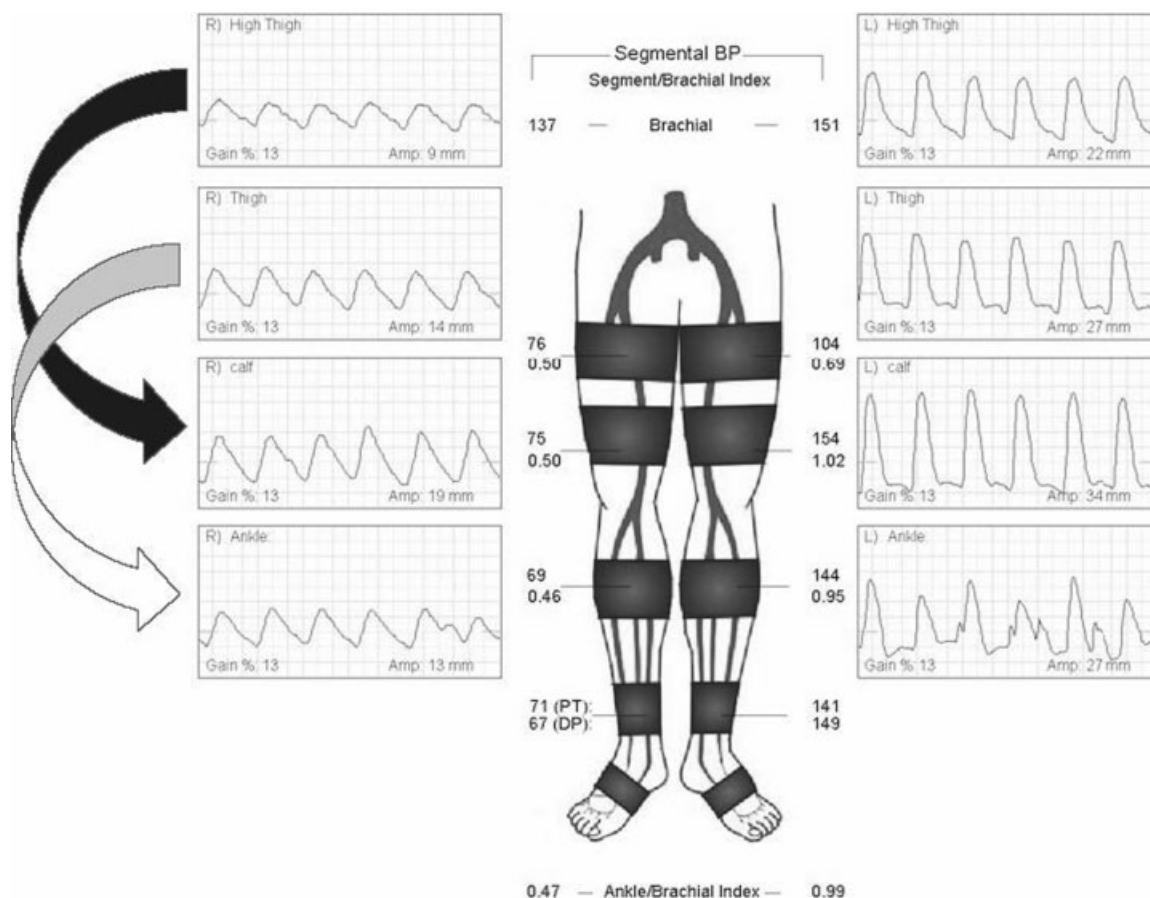 R) High Thigh
Gain %: 13 Amp: 9 mm
R) Thigh
Gain %: 13 Amp: 14 mm
R) calf
Gain %: 13 Amp: 19 mm
R) Ankle:
Gain %: 13 Amp: 13 mm
Segmental BP
Segment/Brachial Index
137 — Brachial — 151
76 104
0.50 0.69
75 154
0.50 1.02
69 144
0.46 0.95
71 (PT): 141
67 (DP): 149
0.47 — Ankle/Brachial Index — 0.99
L) High Thigh
Gain %: 13 Amp: 22 mm
L) Thigh
Gain %: 13 Amp: 27 mm
L) calf
Gain %: 13 Amp: 34 mm
L) Ankle
Gain %: 13 Amp: 27 mm